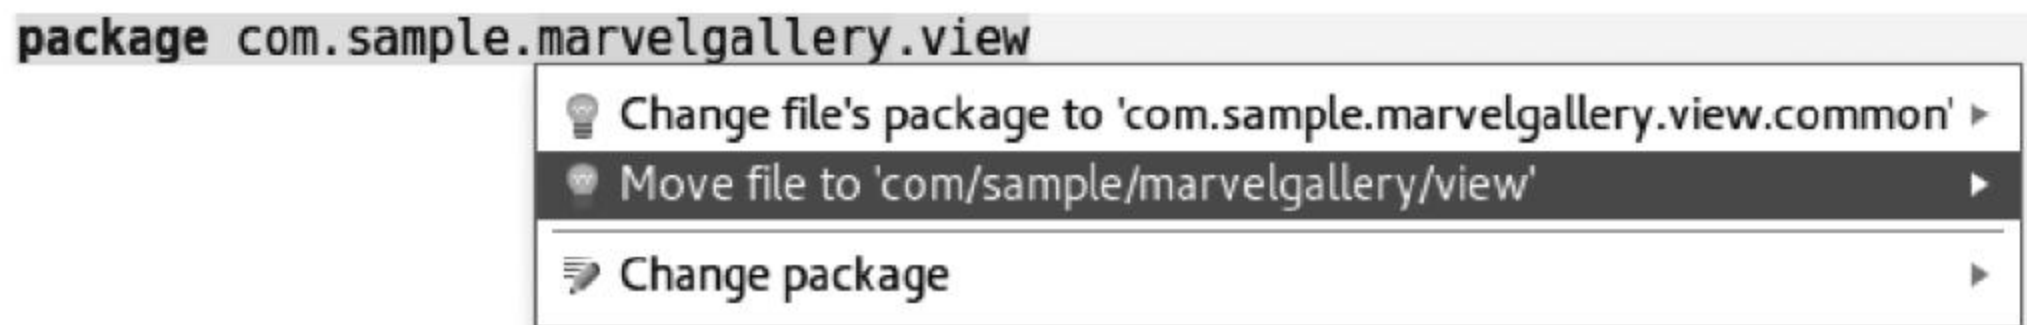 package com.sample.marvelgallery.view
Change file's package to 'com.sample.marvelgallery.view.common'
Move file to 'com/sample/marvelgallery/view'
Change package